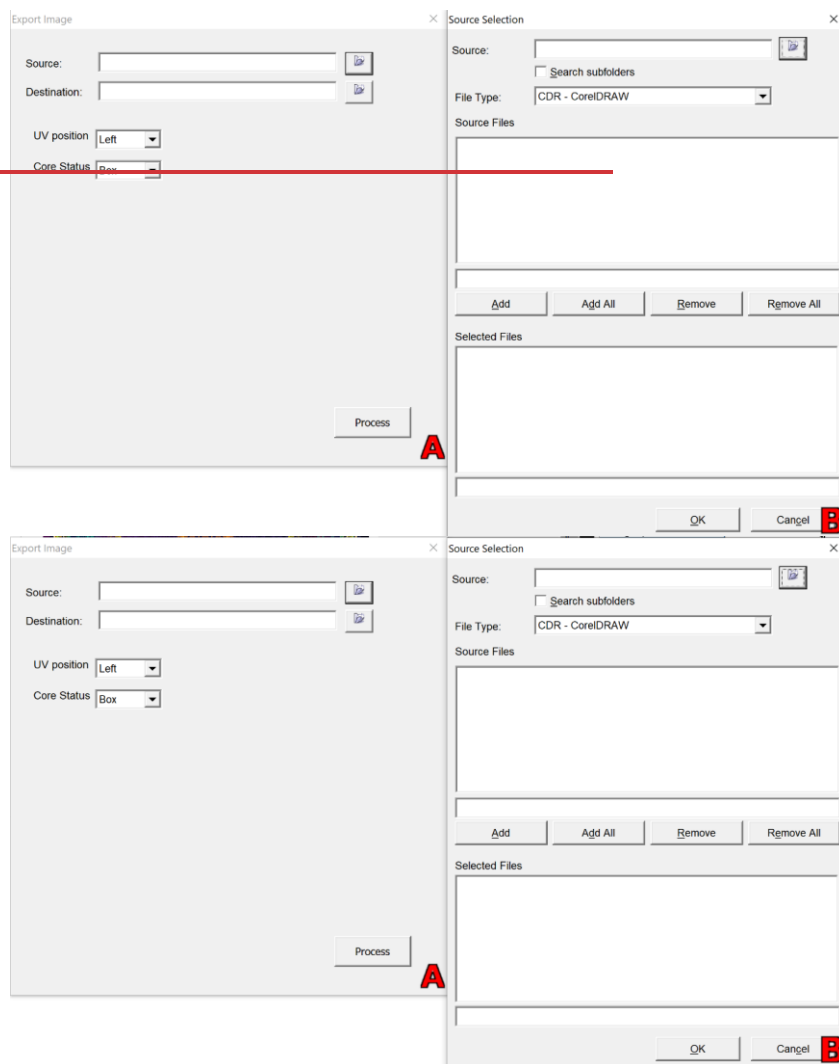 Export Image
Source:
Destination:
UV position Left
Core Status Box
Process
A
Source Selection
Source:
Search subfolders
File Type: CDR - CorelDRAW
Source Files
Add Add All Remove Remove All
Selected Files
OK Cancel
B
Export Image
Source:
Destination:
UV position Left
Core Status Box
Process
A
Source Selection
Source:
Search subfolders
File Type: CDR - CorelDRAW
Source Files
Add Add All Remove Remove All
Selected Files
OK Cancel
B